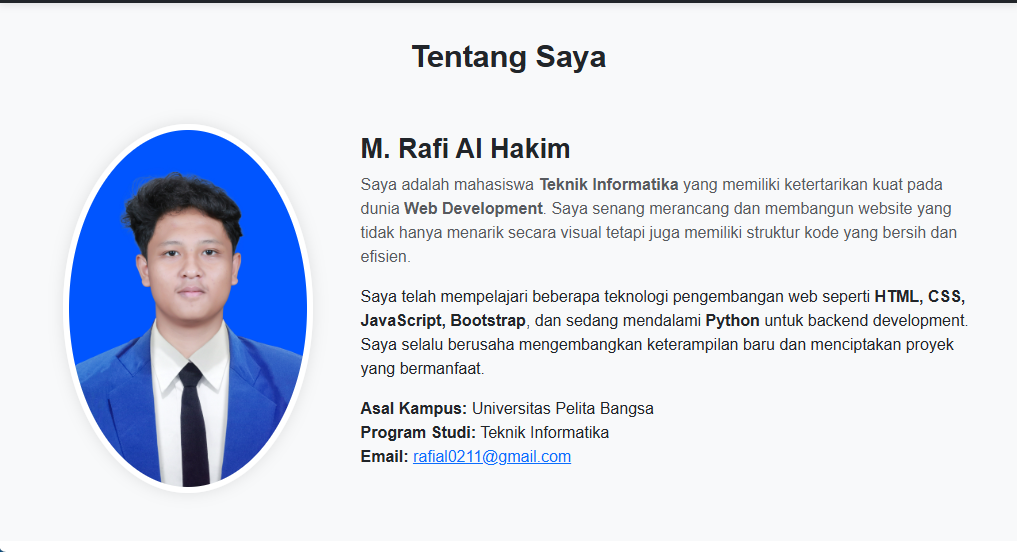 Tentang Saya
M. Rafi Al Hakim
Saya adalah mahasiswa Teknik Informatika yang memiliki ketertarikan kuat pada
dunia Web Development. Saya senang merancang dan membangun website yang
tidak hanya menarik secara visual tetapi juga memiliki struktur kode yang bersih dan
efisien.
Saya telah mempelajari beberapa teknologi pengembangan web seperti HTML, CSS,
JavaScript, Bootstrap, dan sedang mendalami Python untuk backend development.
Saya selalu berusaha mengembangkan keterampilan baru dan menciptakan proyek
yang bermanfaat.
Asal Kampus: Universitas Pelita Bangsa
Program Studi: Teknik Informatika
Email: rafial0211@gmail.com